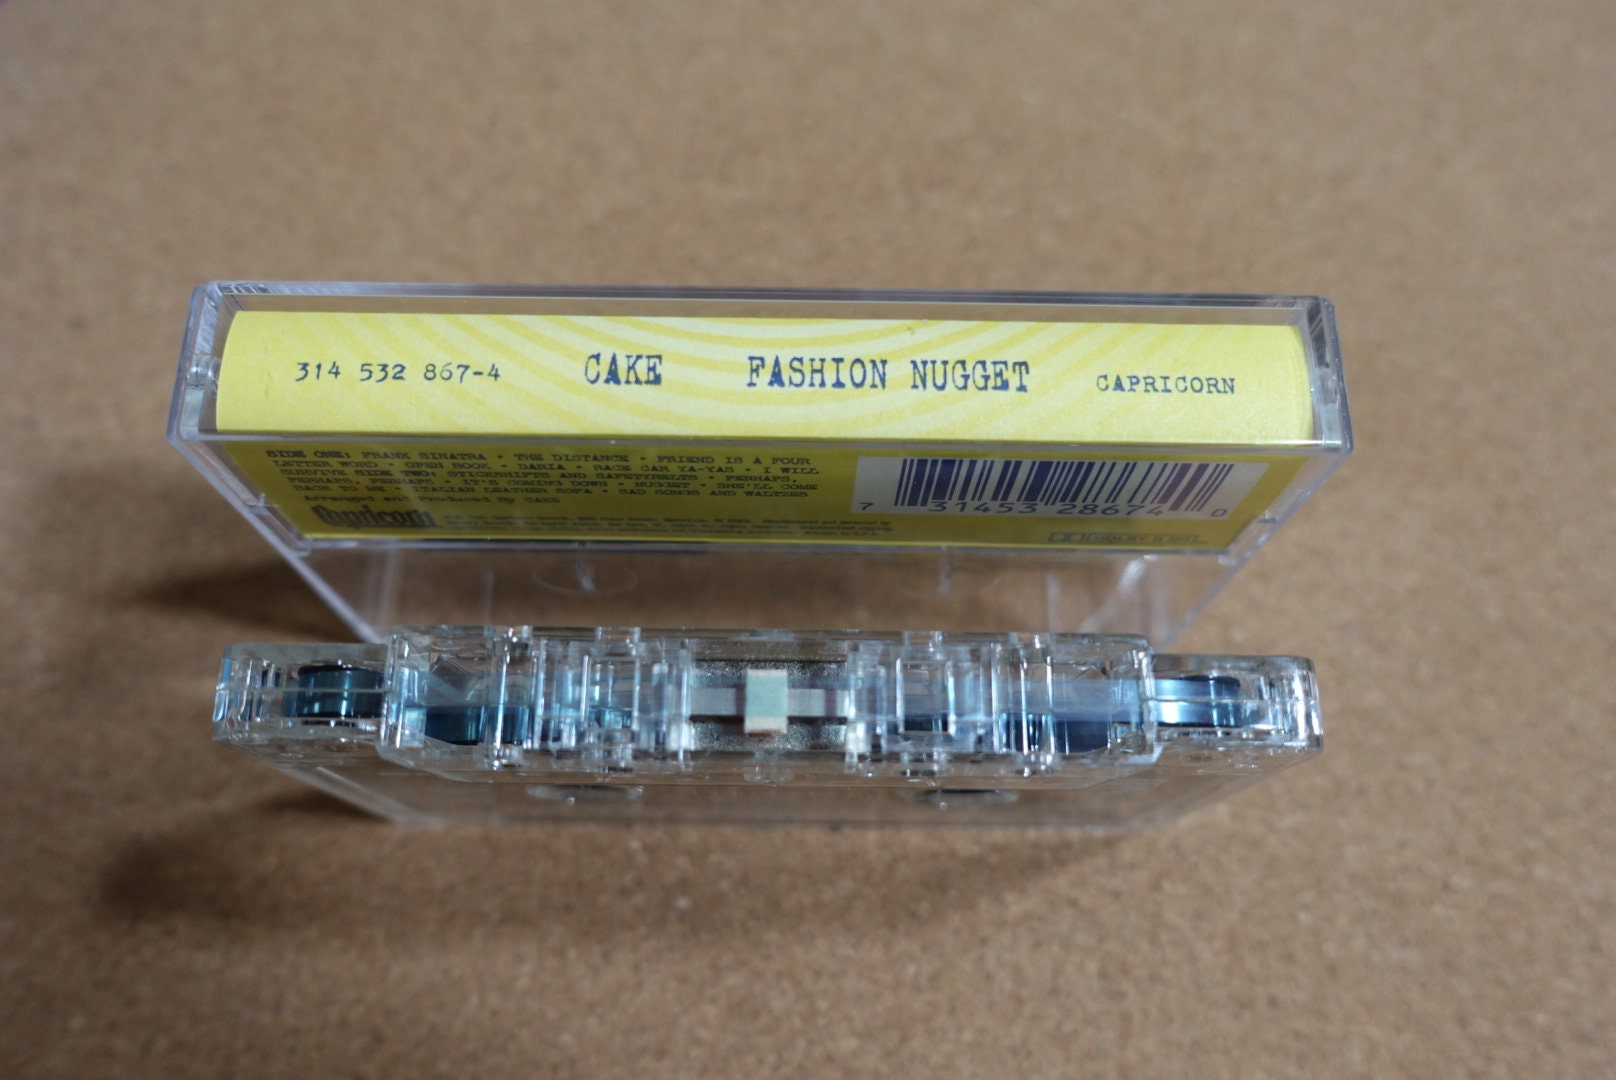 314 532 867-4 CAKE FASHION NUGGET CAPRICORN
SIDE ONE: FRANK SINATRA • THE DISTANCE • FRIEND IS A FOUR
LETTER WORD • OPEN BOOK • DARIA • RACE CAR YA-YAS • I WILL
SURVIVE SIDE TWO: STICKSHIFTS AND SAFETYBELTS • PERHAPS,
PERHAPS, PERHAPS • IT'S COMING DOWN • NUGGET • SHE'LL COME
BACK TO ME • ITALIAN LEATHER SOFA • SAD SONGS AND WALTZES
Arranged and Produced By CAKE
Capricorn
7 31453 28674 0
DOLBY B NR